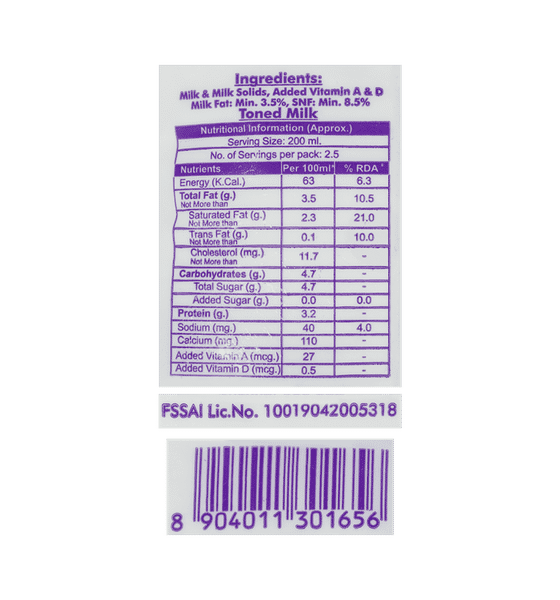 Ingredients:
Milk & Milk Solids, Added Vitamin A & D
Milk Fat: Min. 3.5%, SNF: Min. 8.5%
Toned Milk
Nutritional Information (Approx.)
Serving Size: 200 ml.
No. of Servings per pack: 2.5
Nutrients Per 100ml* % RDA*
Energy (K.Cal.) 63 6.3
Total Fat (g.) 3.5 10.5
Not More than
Saturated Fat (g.) 2.3 21.0
Not More than
Trans Fat (g.) 0.1 10.0
Not More than
Cholesterol (mg.) 11.7 -
Not More than
Carbohydrates (g.) 4.7 -
Total Sugar (g.) 4.7 -
Added Sugar (g.) 0.0 0.0
Protein (g.) 3.2 -
Sodium (mg.) 40 4.0
Calcium (mg.) 110 -
Added Vitamin A (mcg.) 27 -
Added Vitamin D (mcg.) 0.5 -
FSSAI Lic.No. 10019042005318
8 904011 301656